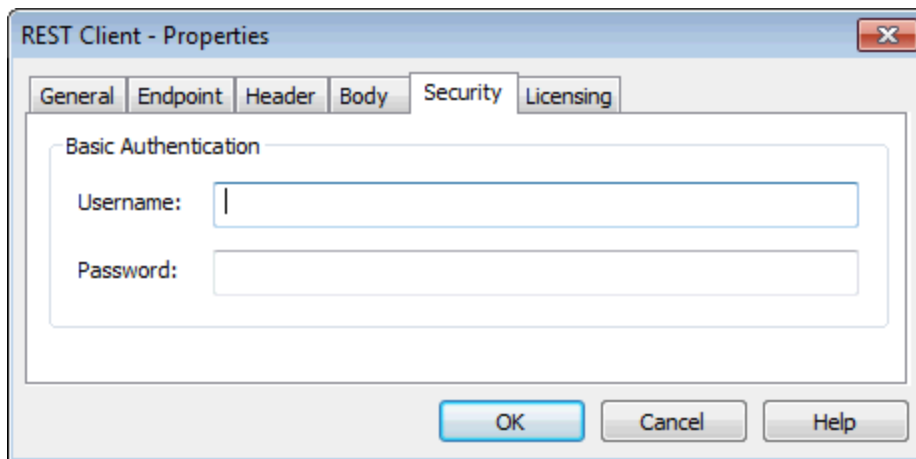 REST Client - Properties
General Endpoint Header Body Security Licensing
Basic Authentication
Username:
Password:
OK Cancel Help